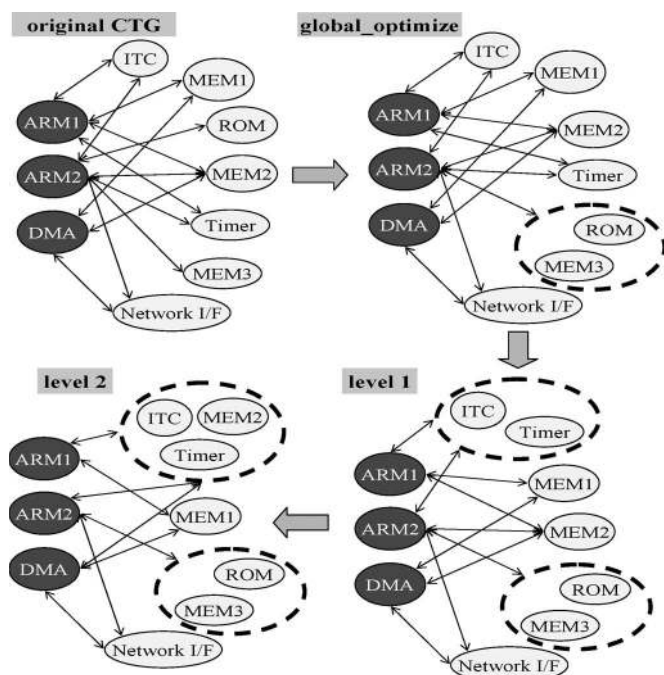 original CTG
ITC
MEM1
ARM1
ROM
ARM2
MEM2
DMA
Timer
MEM3
Network I/F
global_optimize
ITC
MEM1
ARM1
MEM2
ARM2
Timer
DMA
ROM
MEM3
Network I/F
level 2
ITC
MEM2
Timer
ARM1
ARM2
MEM1
DMA
ROM
MEM3
Network I/F
level 1
ITC
Timer
ARM1
MEM1
ARM2
MEM2
DMA
ROM
MEM3
Network I/F